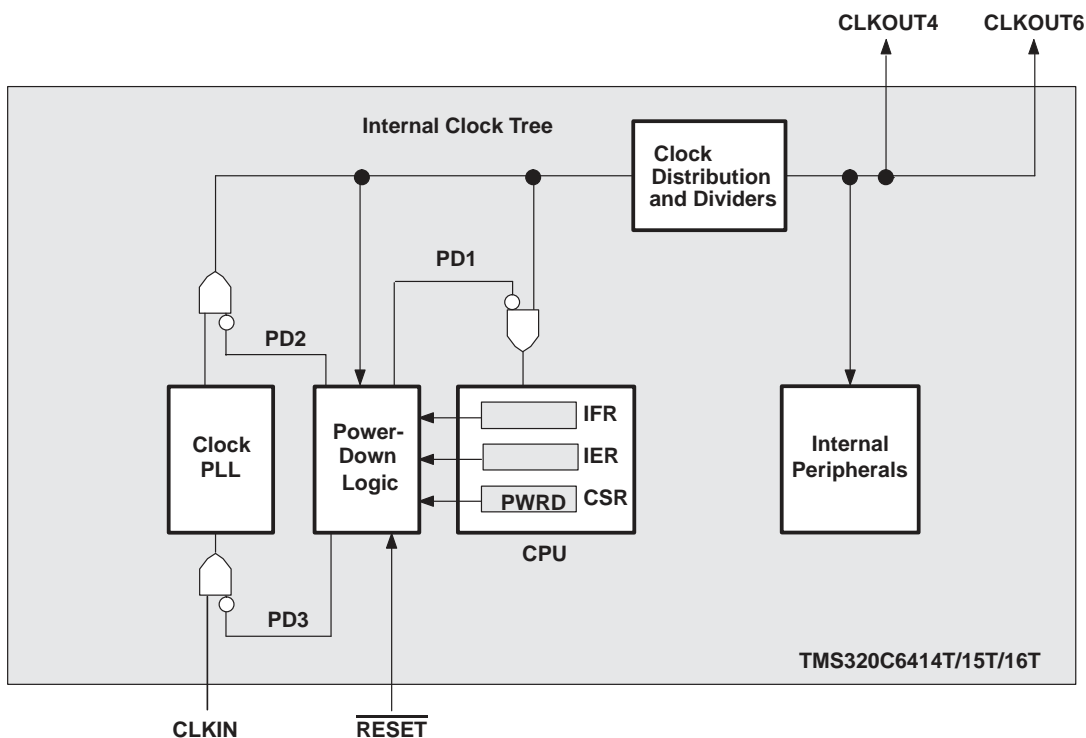 CLKOUT4 CLKOUT6
Internal Clock Tree
Clock
Distribution
and Dividers
PD1
PD2
Clock
PLL
Power-
Down
Logic
IFR
IER
PWRD CSR
CPU
Internal
Peripherals
PD3
TMS320C6414T/15T/16T
CLKIN RESET